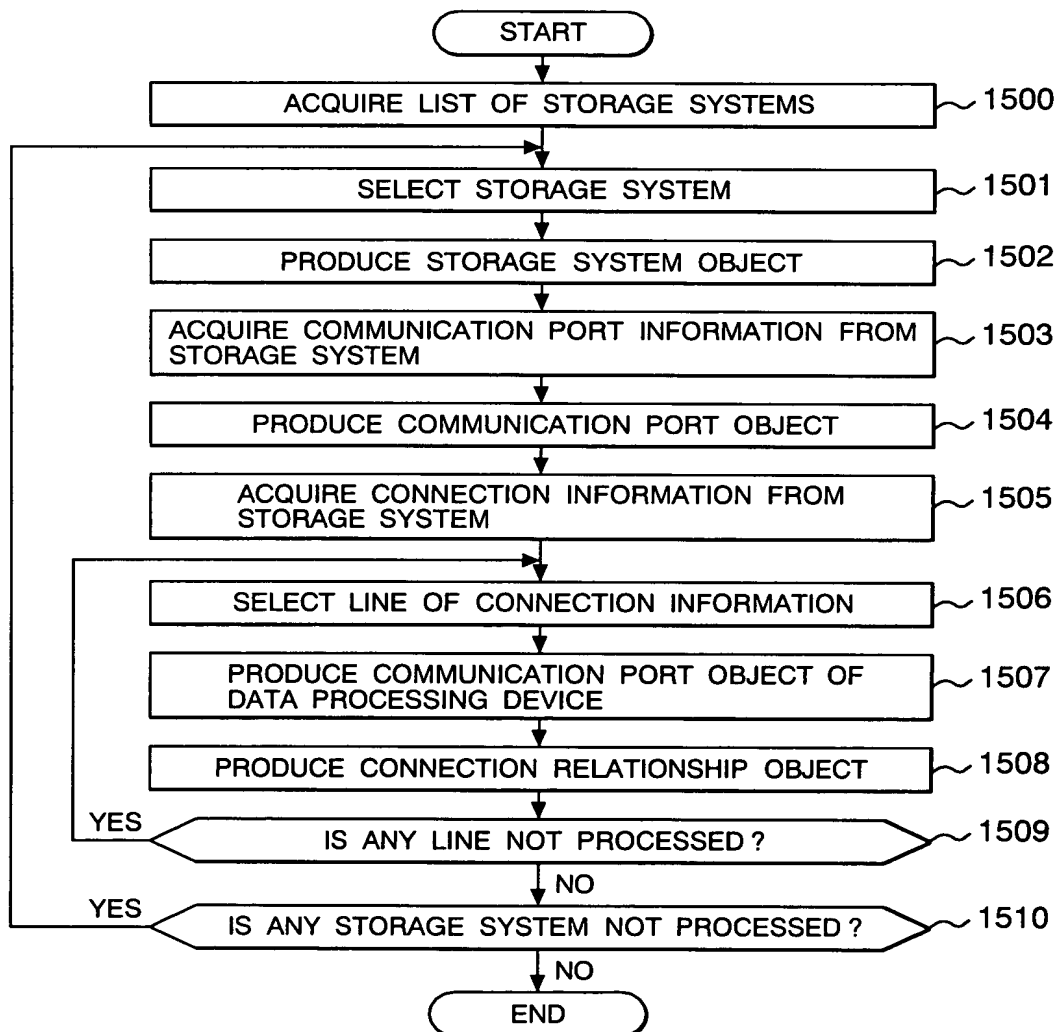 START
ACQUIRE LIST OF STORAGE SYSTEMS
1500
SELECT STORAGE SYSTEM
1501
PRODUCE STORAGE SYSTEM OBJECT
1502
ACQUIRE COMMUNICATION PORT INFORMATION FROM
STORAGE SYSTEM
1503
PRODUCE COMMUNICATION PORT OBJECT
1504
ACQUIRE CONNECTION INFORMATION FROM
STORAGE SYSTEM
1505
SELECT LINE OF CONNECTION INFORMATION
1506
PRODUCE COMMUNICATION PORT OBJECT OF
DATA PROCESSING DEVICE
1507
PRODUCE CONNECTION RELATIONSHIP OBJECT
1508
YES
IS ANY LINE NOT PROCESSED ?
1509
NO
YES
IS ANY STORAGE SYSTEM NOT PROCESSED ?
1510
NO
END